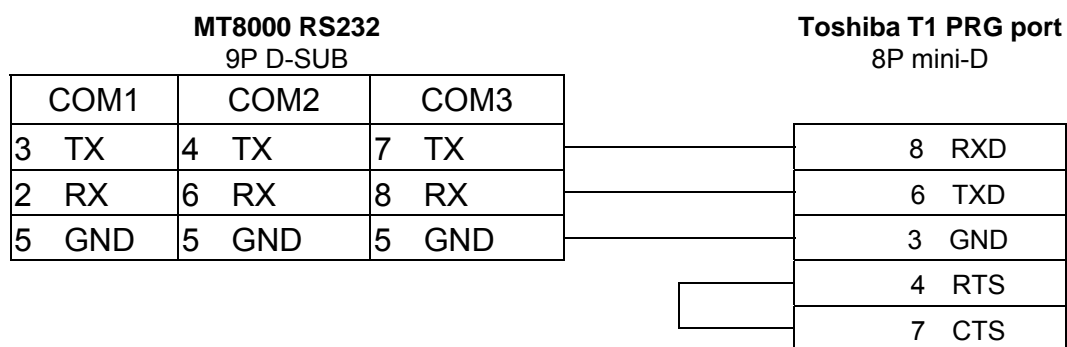 MT8000 RS232 Toshiba T1 PRG port
9P D-SUB 8P mini-D
COM1 COM2 COM3
3 TX 4 TX 7 TX 8 RXD
2 RX 6 RX 8 RX 6 TXD
5 GND 5 GND 5 GND 3 GND
4 RTS
7 CTS